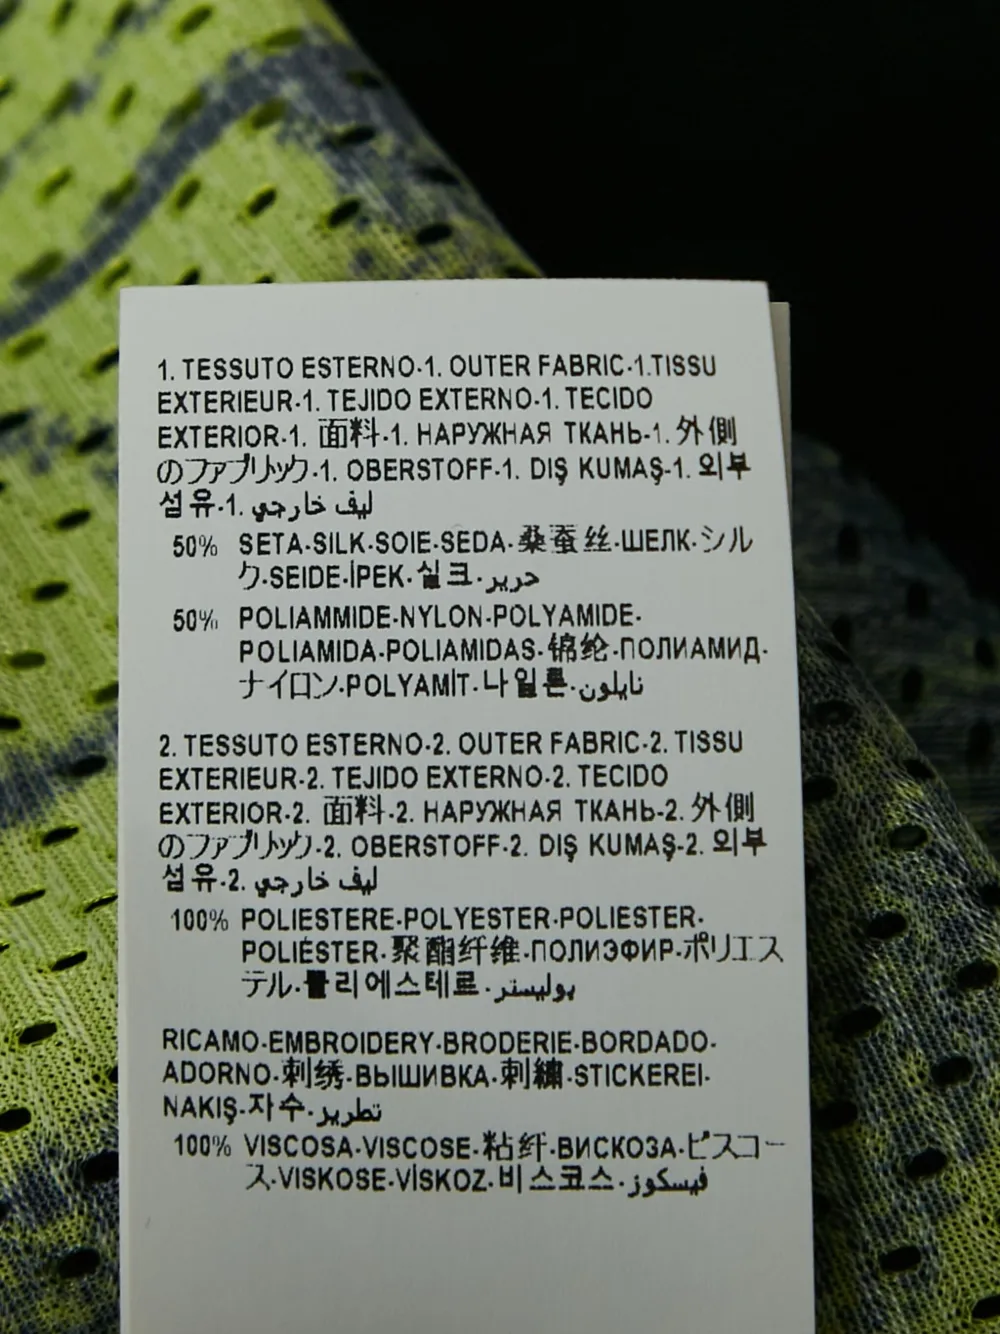 1. TESSUTO ESTERNO-1. OUTER FABRIC-1.TISSU
EXTERIEUR-1. TEJIDO EXTERNO-1. TECIDO
EXTERIOR-1. 面料-1. НАРУЖНАЯ ТКАНЬ-1. 外側
のファブリック-1. OBERSTOFF-1. DIŞ KUMAŞ-1. 외부
섬유-1. ليف خارجي
50% SETA-SILK-SOIE-SEDA-桑蚕丝-ШЕЛК-シル
ク-SEIDE-İPEK-실크-حرير
50% POLIAMMIDE-NYLON-POLYAMIDE-
POLIAMIDA-POLIAMIDAS-锦纶-ПОЛИАМИД-
ナイロン-POLYAMİT-나일론-نايلون
2. TESSUTO ESTERNO-2. OUTER FABRIC-2. TISSU
EXTERIEUR-2. TEJIDO EXTERNO-2. TECIDO
EXTERIOR-2. 面料-2. НАРУЖНАЯ ТКАНЬ-2. 外側
のファブリック-2. OBERSTOFF-2. DIŞ KUMAŞ-2. 외부
섬유-2. ليف خارجي
100% POLIESTERE-POLYESTER-POLIESTER-
POLIÉSTER-聚酯纤维-ПОЛИЭФИР-ポリエス
テル-폴리에스테르-بوليستر
RICAMO-EMBROIDERY-BRODERIE-BORDADO-
ADORNO-刺绣-ВЫШИВКА-刺繍-STICKEREI-
NAKIŞ-자수-تطريز
100% VISCOSA-VISCOSE-粘纤-ВИСКОЗА-ビスコー
ス-VISKOSE-VİSKOZ-비스코스-فيسكوز